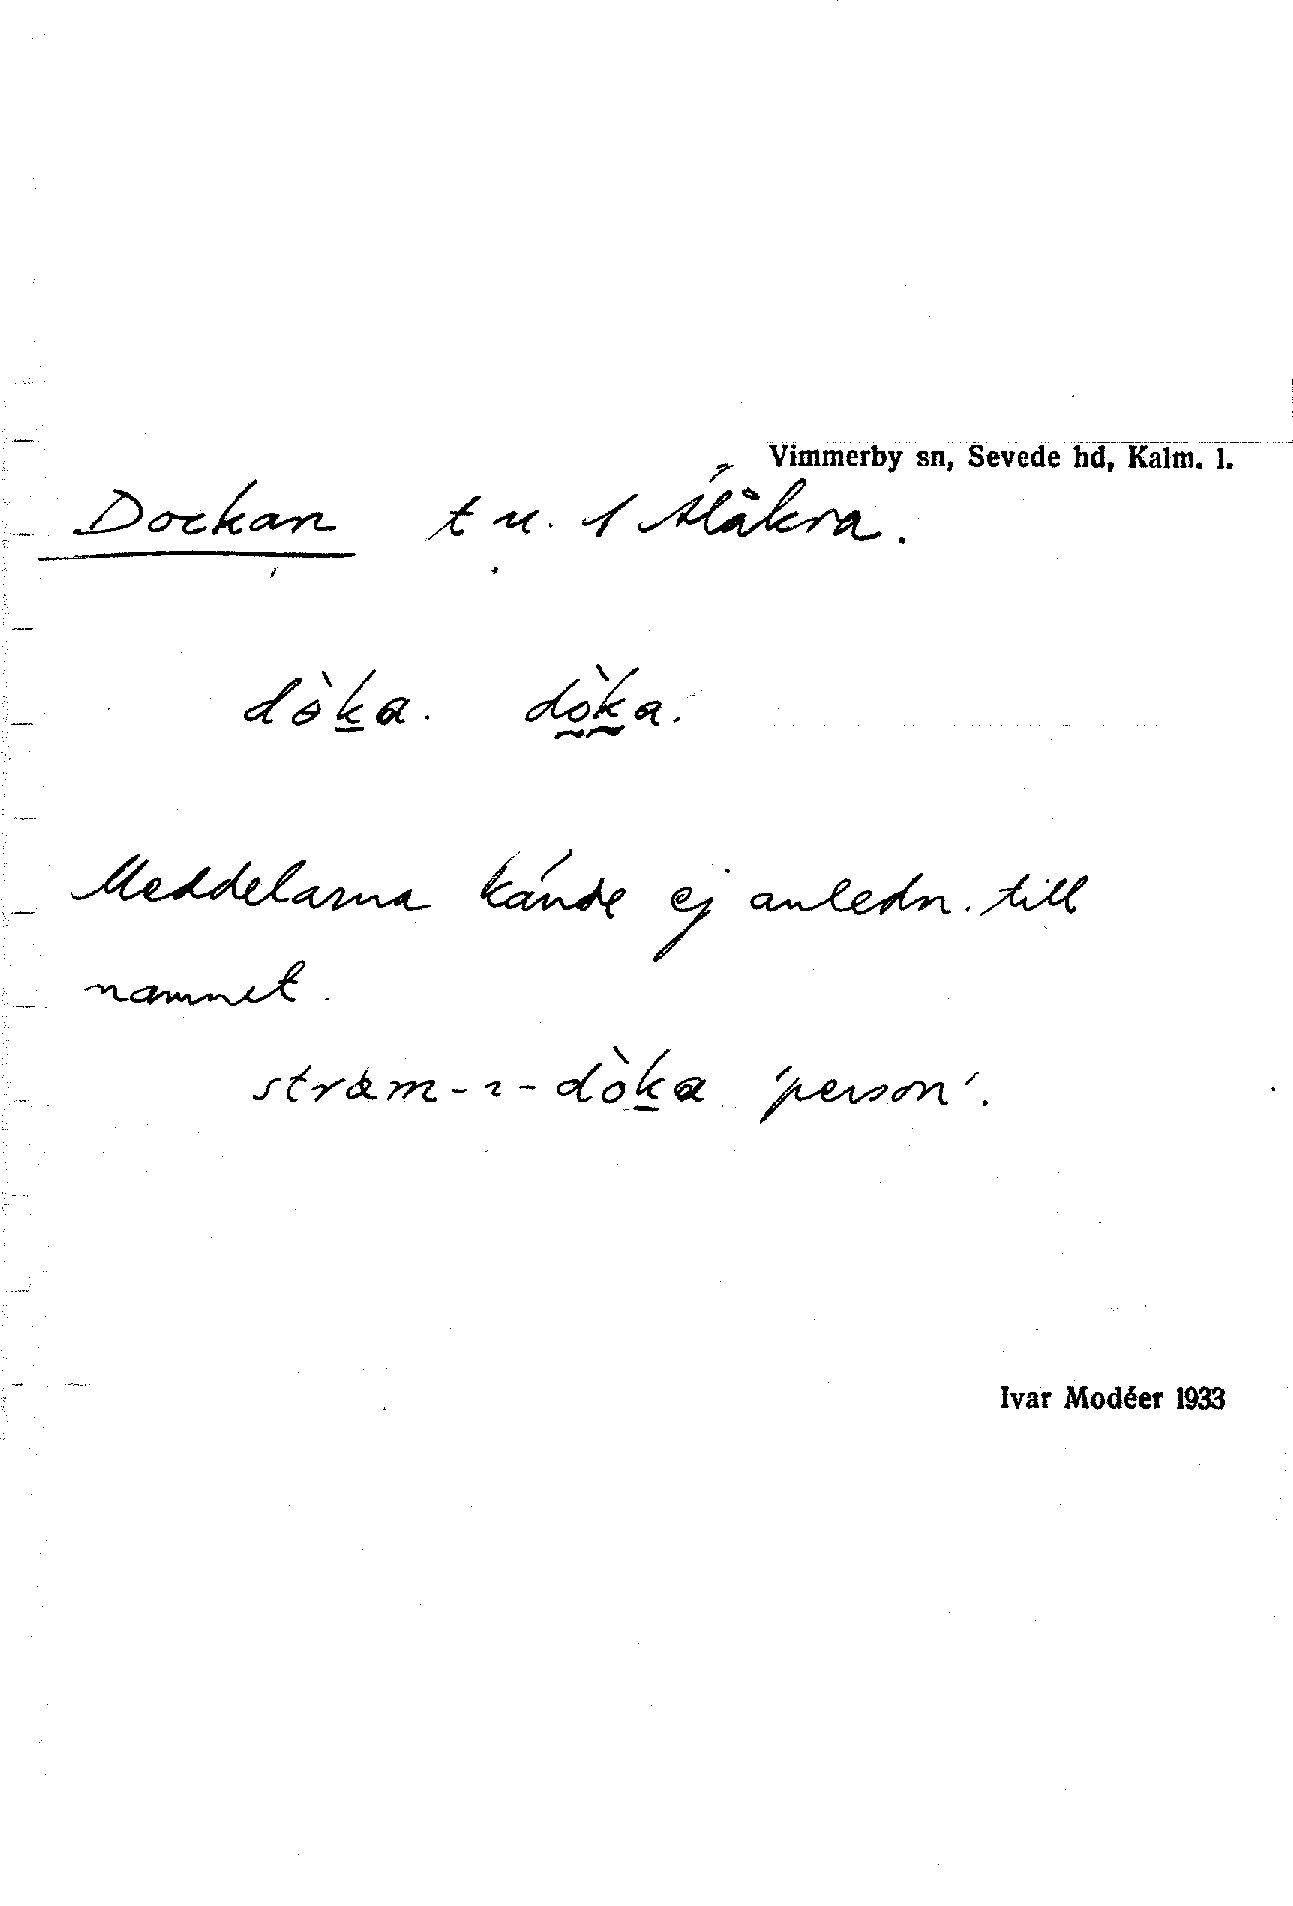 Vimmerby sn, Sevede hd, Kalm. l.
Dockan t u. 1 Ålåkra.
dòka. dòka.
Meddelarna kände ej anledn. till
namnet.
dòka 'person'.
Ivar Modéer 1933